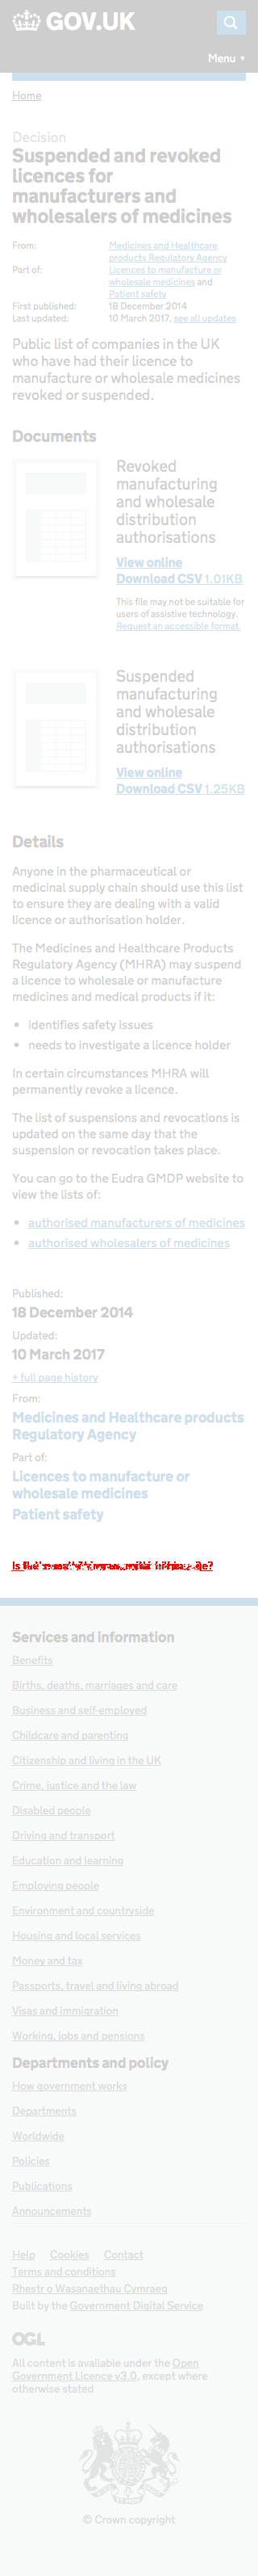 GOV.UK
Menu ▼
Home
Decision
Suspended and revoked
licences for
manufacturers and
wholesalers of medicines
From: Medicines and Healthcare
products Regulatory Agency
Part of: Licences to manufacture or
wholesale medicines and
Patient safety
First published: 18 December 2014
Last updated: 10 March 2017, see all updates
Public list of companies in the UK
who have had their licence to
manufacture or wholesale medicines
revoked or suspended.
Documents
Revoked
manufacturing
and wholesale
distribution
authorisations
View online
Download CSV 1.01KB
This file may not be suitable for
users of assistive technology.
Request an accessible format.
Suspended
manufacturing
and wholesale
distribution
authorisations
View online
Download CSV 1.25KB
Details
Anyone in the pharmaceutical or
medicinal supply chain should use this list
to ensure they are dealing with a valid
licence or authorisation holder.
The Medicines and Healthcare Products
Regulatory Agency (MHRA) may suspend
a licence to wholesale or manufacture
medicines and medical products if it:
• identifies safety issues
• needs to investigate a licence holder
In certain circumstances MHRA will
permanently revoke a licence.
The list of suspensions and revocations is
updated on the same day that the
suspension or revocation takes place.
You can go to the Eudra GMDP website to
view the lists of:
• authorised manufacturers of medicines
• authorised wholesalers of medicines
Published:
18 December 2014
Updated:
10 March 2017
+ full page history
From:
Medicines and Healthcare products
Regulatory Agency
Part of:
Licences to manufacture or
wholesale medicines
Patient safety
Services and information
Benefits
Births, deaths, marriages and care
Business and self-employed
Childcare and parenting
Citizenship and living in the UK
Crime, justice and the law
Disabled people
Driving and transport
Education and learning
Employing people
Environment and countryside
Housing and local services
Money and tax
Passports, travel and living abroad
Visas and immigration
Working, jobs and pensions
Departments and policy
How government works
Departments
Worldwide
Policies
Publications
Announcements
Help Cookies Contact
Terms and conditions
Rhestr o Wasanaethau Cymraeg
Built by the Government Digital Service
OGL
All content is available under the Open
Government Licence v3.0, except where
otherwise stated
© Crown copyright